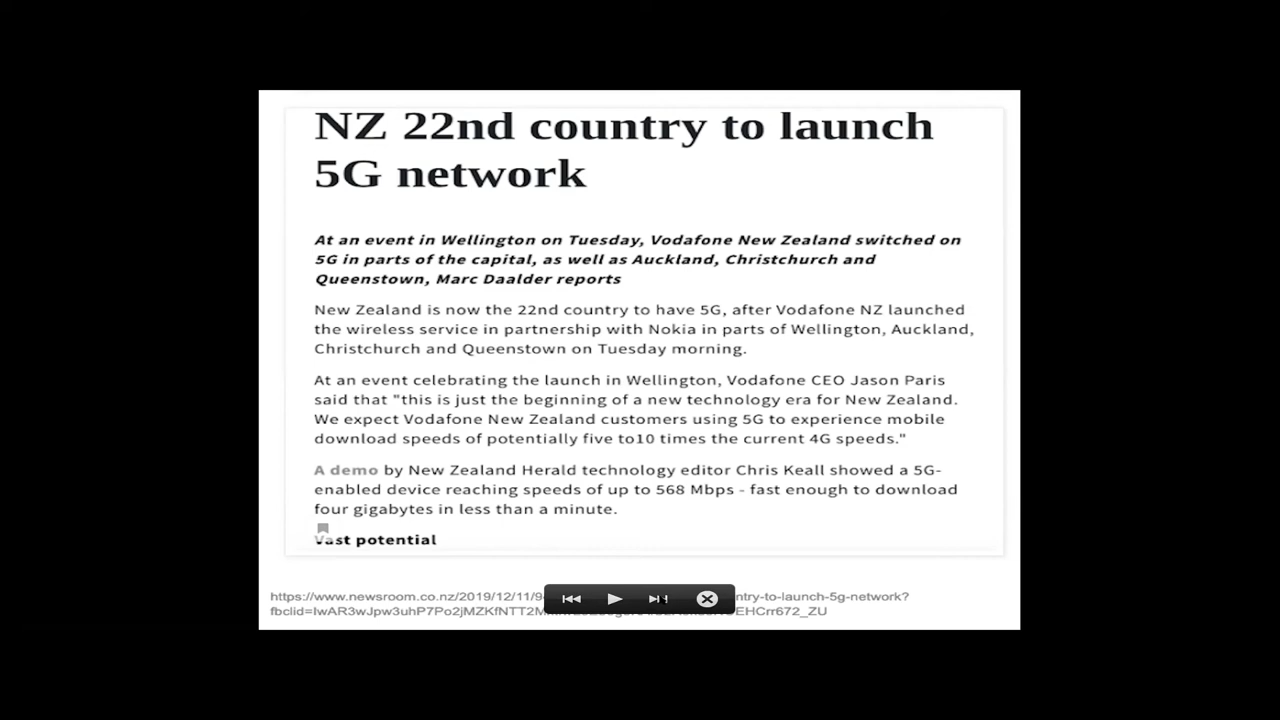 NZ 22nd country to launch
5G network
At an event in Wellington on Tuesday, Vodafone New Zealand switched on
5G in parts of the capital, as well as Auckland, Christchurch and
Queenstown, Marc Daalder reports
New Zealand is now the 22nd country to have 5G, after Vodafone NZ launched
the wireless service in partnership with Nokia in parts of Wellington, Auckland,
Christchurch and Queenstown on Tuesday morning.
At an event celebrating the launch in Wellington, Vodafone CEO Jason Paris
said that "this is just the beginning of a new technology era for New Zealand.
We expect Vodafone New Zealand customers using 5G to experience mobile
download speeds of potentially five to10 times the current 4G speeds."
A demo by New Zealand Herald technology editor Chris Keall showed a 5G-
enabled device reaching speeds of up to 568 Mbps - fast enough to download
four gigabytes in less than a minute.
Vast potential
https://www.newsroom.co.nz/2019/12/11/9 ntry-to-launch-5g-network?
fbclid=IwAR3wJpw3uhP7Po2jMZKfNTT2M EHCrr672_ZU